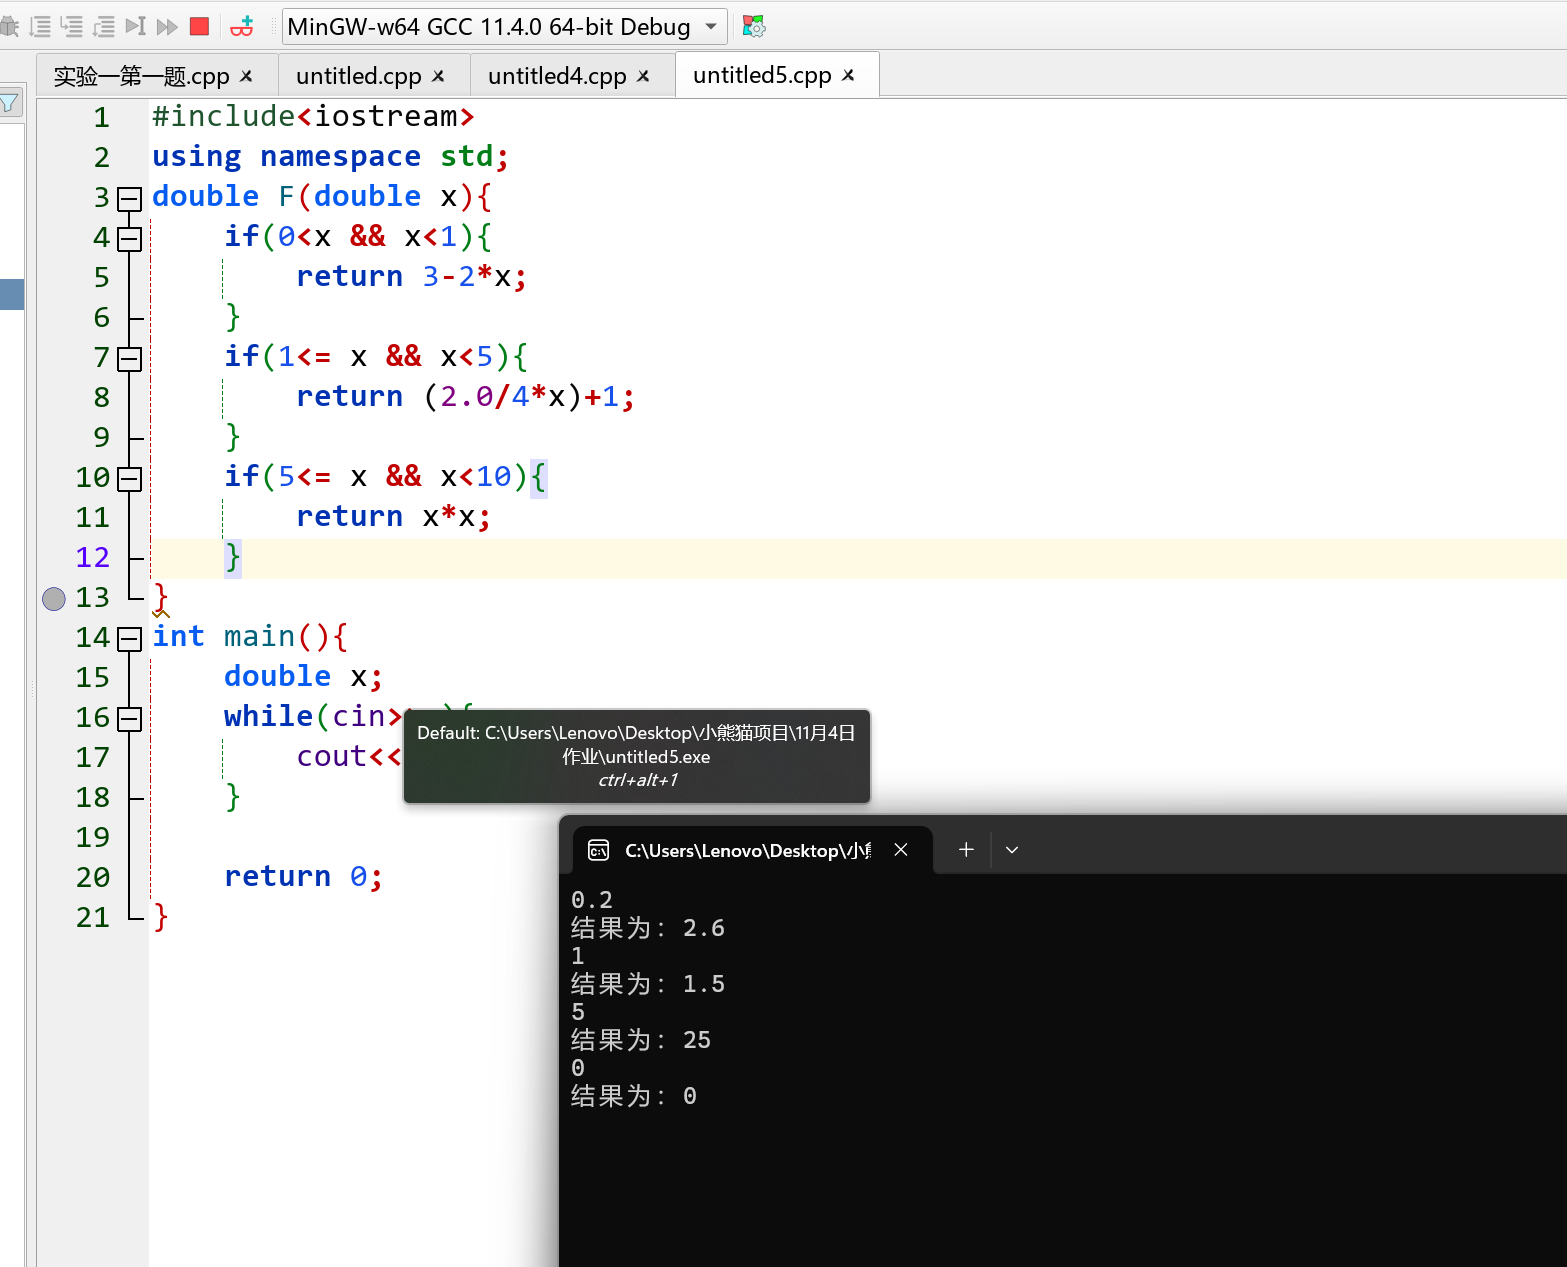 MinGW-w64 GCC 11.4.0 64-bit Debug
实验一第一题.cpp untitled.cpp untitled4.cpp untitled5.cpp
1 #include<iostream>
2 using namespace std;
3 double F(double x){
4 if(0<x && x<1){
5 return 3-2*x;
6 }
7 if(1<= x && x<5){
8 return (2.0/4*x)+1;
9 }
10 if(5<= x && x<10){
11 return x*x;
12 }
13 }
14 int main(){
15 double x;
16 while(cin>
17 cout<<
18 }
19
20 return 0;
21 }
Default: C:\Users\Lenovo\Desktop\小熊猫项目\11月4日
作业\untitled5.exe
ctrl+alt+1
C:\Users\Lenovo\Desktop\小
0.2
结果为：2.6
1
结果为：1.5
5
结果为：25
0
结果为：0